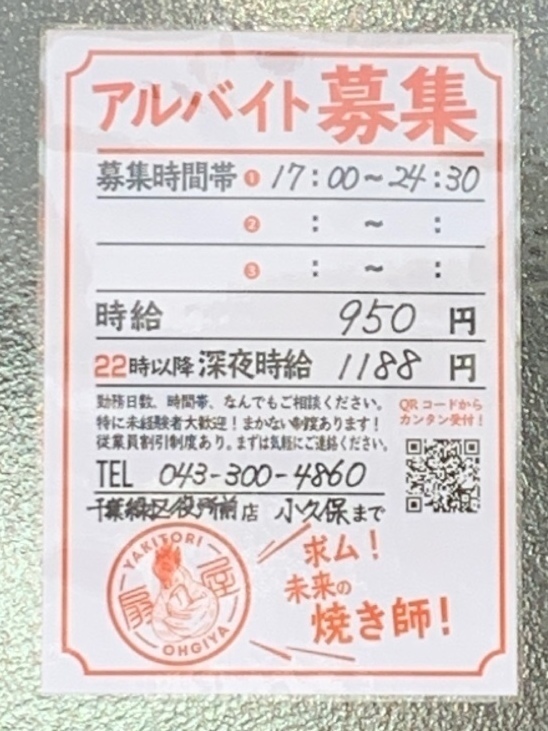 アルバイト募集
募集時間帯 ❶ 17:00～24:30
❷ : ～ :
❸ : ～ :
時給 950 円
22時以降 深夜時給 1188 円
勤務日数、時間帯、なんでもご相談ください。
特に未経験者大歓迎！まかない制度あります！
従業員割引制度あり。まずは気軽にご連絡ください。
QRコードから
カンタン受付！
TEL 043-300-4860
千葉緑区役所前店 小久保まで
YAKITORI
扇屋
OHGIYA
求ム！
未来の
焼き師！